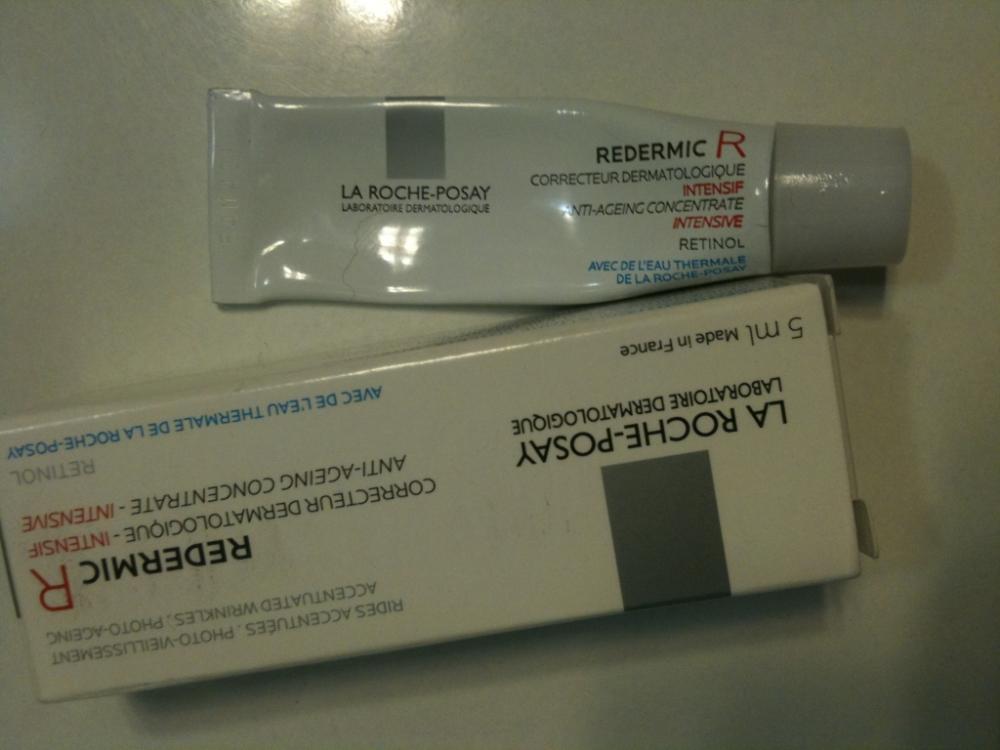 LA ROCHE-POSAY
LABORATOIRE DERMATOLOGIQUE
REDERMIC R
CORRECTEUR DERMATOLOGIQUE
INTENSIF
ANTI-AGEING CONCENTRATE
INTENSIVE
RETINOL
AVEC DE L'EAU THERMALE
DE LA ROCHE-POSAY
RIDES ACCENTUÉES. PHOTO-VIEILLISSEMENT
ACCENTUATED WRINKLES. PHOTO-AGEING
REDERMIC R
CORRECTEUR DERMATOLOGIQUE - INTENSIF
ANTI-AGEING CONCENTRATE - INTENSIVE
RETINOL
AVEC DE L'EAU THERMALE DE LA ROCHE-POSAY
LA ROCHE-POSAY
LABORATOIRE DERMATOLOGIQUE
5 ml Made in France